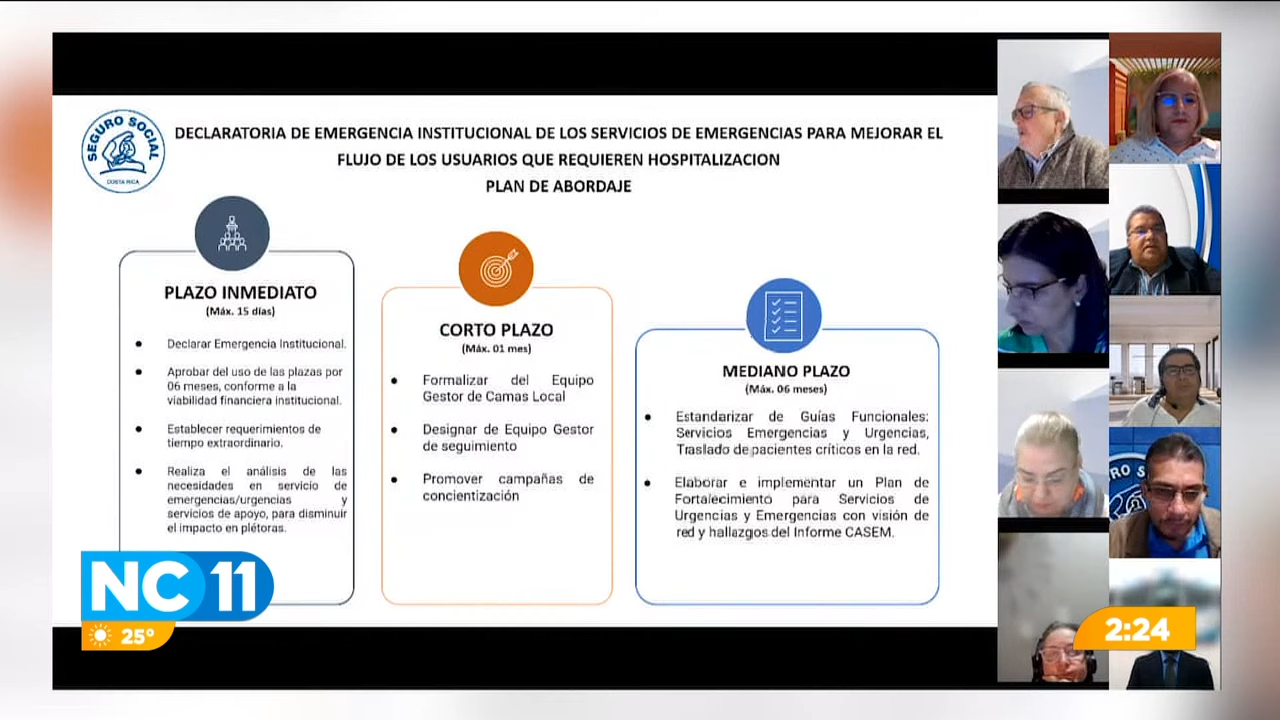 SEGURO SOCIAL
COSTA RICA
DECLARATORIA DE EMERGENCIA INSTITUCIONAL DE LOS SERVICIOS DE EMERGENCIAS PARA MEJORAR EL
FLUJO DE LOS USUARIOS QUE REQUIEREN HOSPITALIZACION
PLAN DE ABORDAJE
PLAZO INMEDIATO
(Máx. 15 días)
• Declarar Emergencia Institucional.
• Aprobar del uso de las plazas por
06 meses, conforme a la
viabilidad financiera institucional.
• Establecer requerimientos de
tiempo extraordinario.
• Realiza el análisis de las
necesidades en servicio de
emergencias/urgencias y
servicios de apoyo, para disminuir
el impacto en plétoras.
CORTO PLAZO
(Máx. 01 mes)
• Formalizar del Equipo
Gestor de Camas Local
• Designar de Equipo Gestor
de seguimiento
• Promover campañas de
concientización
MEDIANO PLAZO
(Máx. 06 meses)
• Estandarizar de Guías Funcionales:
Servicios Emergencias y Urgencias,
Traslado de pacientes críticos en la red.
• Elaborar e implementar un Plan de
Fortalecimiento para Servicios de
Urgencias y Emergencias con visión de
red y hallazgos del Informe CASEM.
NC 11
25°
2:24